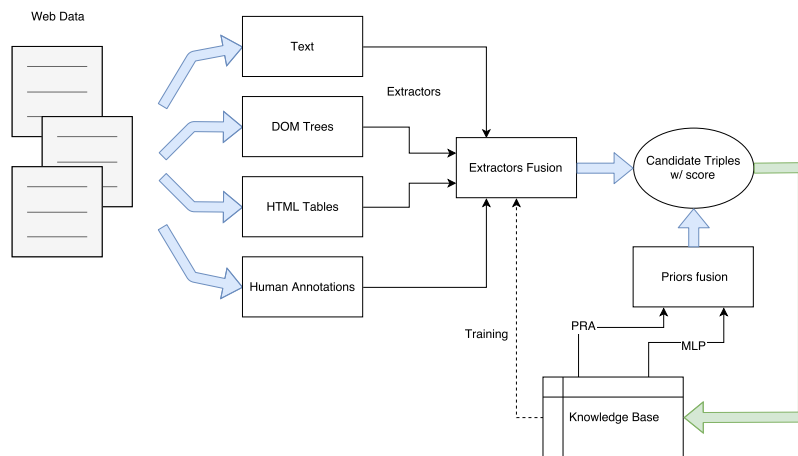 Web Data
Text
Extractors
DOM Trees
Extractors Fusion
Candidate Triples
w/ score
HTML Tables
Human Annotations
Priors fusion
PRA
Training
MLP
Knowledge Base